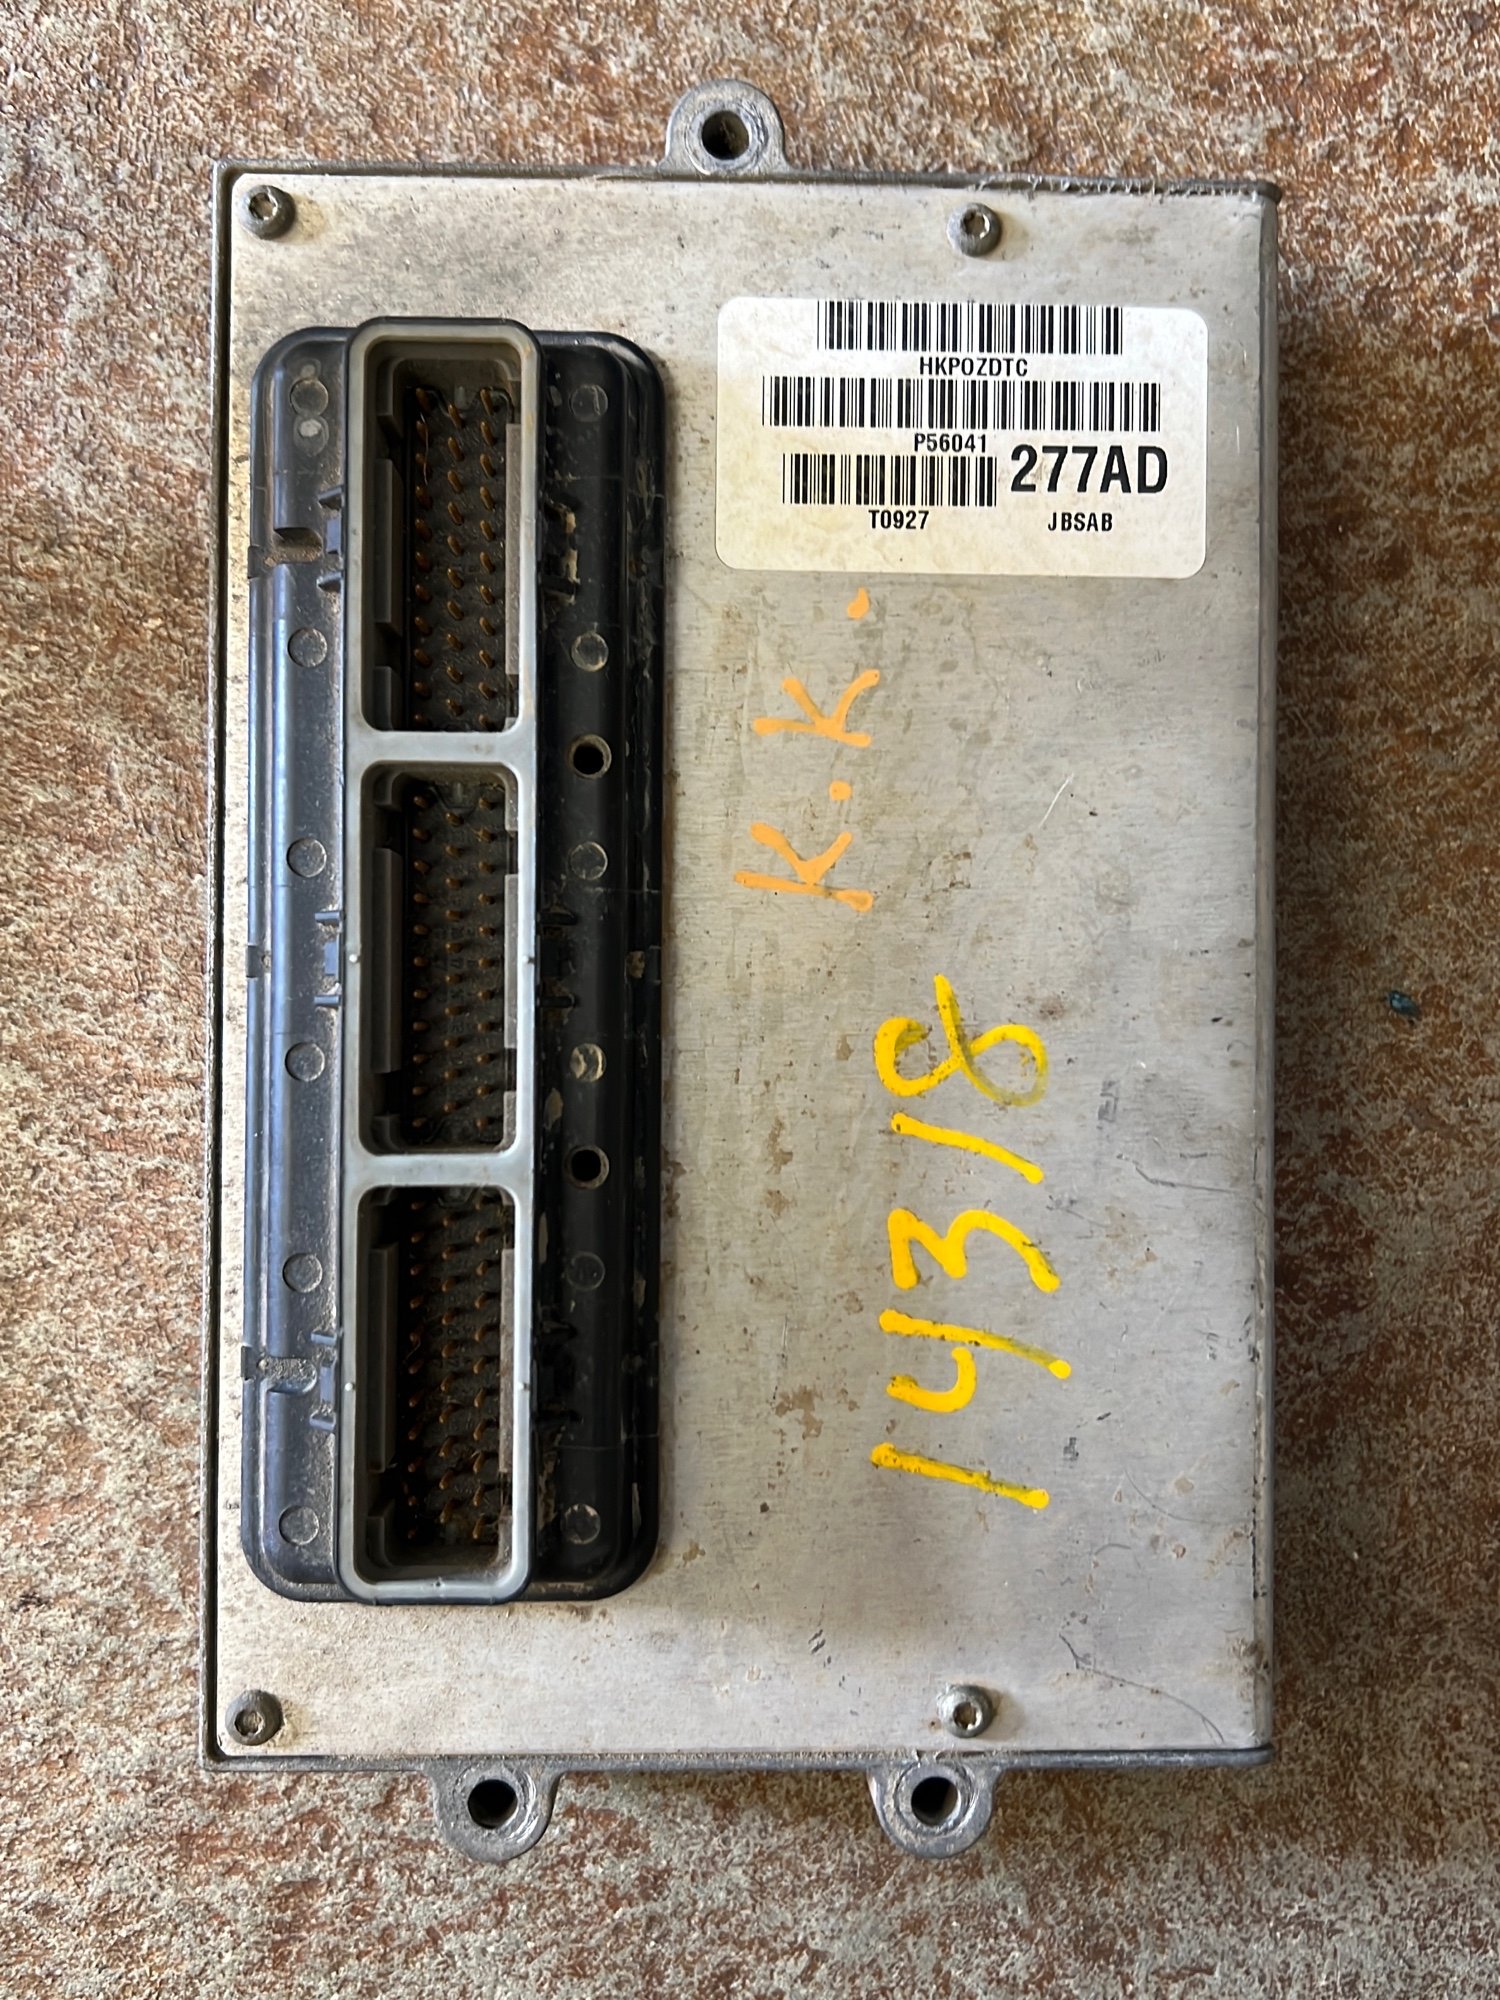 HKPOZDTC
P56041 277AD
T0927 JBSAB
K.K.
14318